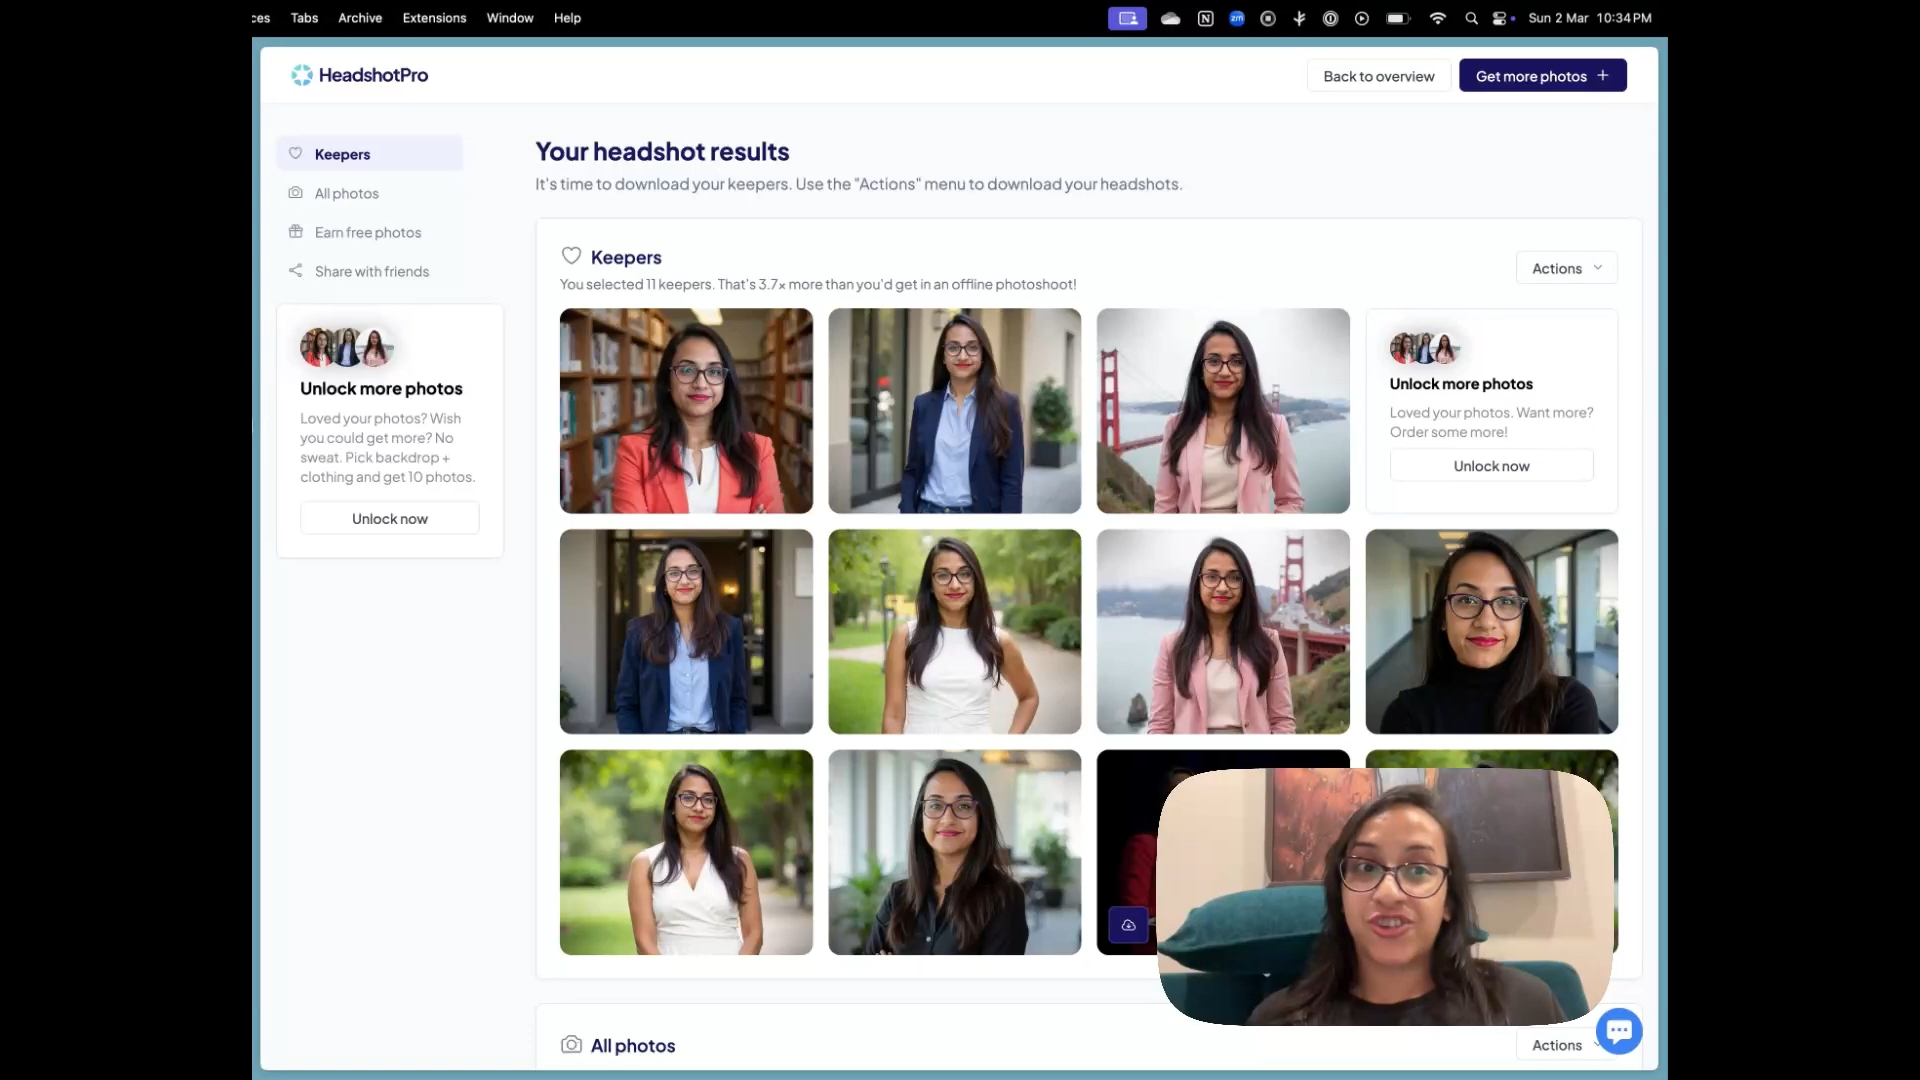 ces Tabs Archive Extensions Window Help
zm
Sun 2 Mar 10:34 PM
HeadshotPro
Back to overview
Get more photos +
Keepers
All photos
Earn free photos
Share with friends
Unlock more photos
Loved your photos? Wish
you could get more? No
sweat. Pick backdrop +
clothing and get 10 photos.
Unlock now
Your headshot results
It's time to download your keepers. Use the "Actions" menu to download your headshots.
Keepers
You selected 11 keepers. That's 3.7x more than you'd get in an offline photoshoot!
Actions
Unlock more photos
Loved your photos. Want more?
Order some more!
Unlock now
All photos
Actions